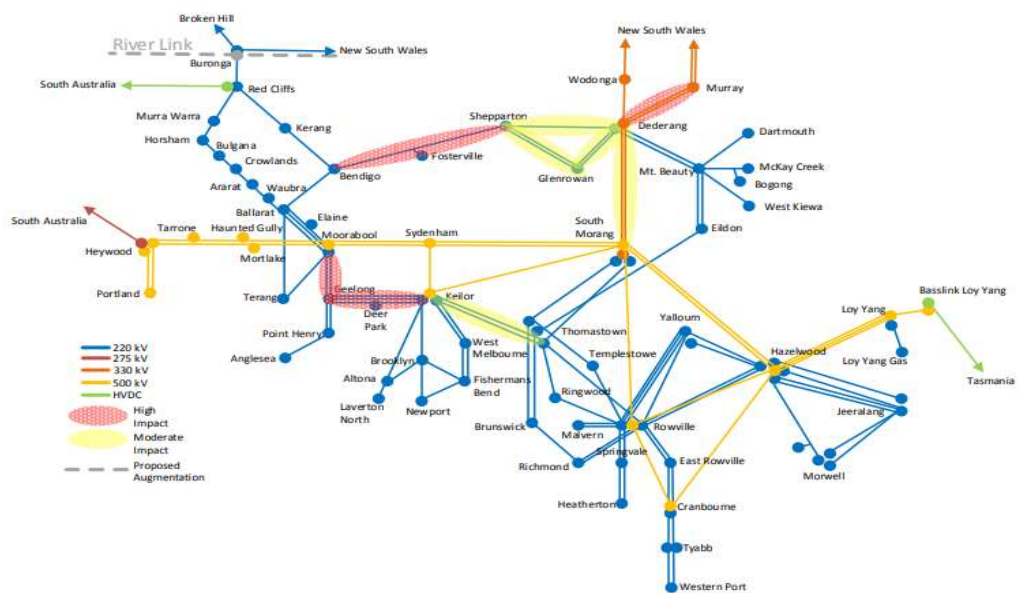 Broken Hill
River Link
New South Wales
Buronga
New South Wales
South Australia
Red Cliffs
Wodonga
Murray
Murra Warra
Shepparton
Dederang
Dartmouth
Horsham
Kerang
Bulgana
Fosterville
Crowlands
Bendigo
Glenrowan
Mt. Beauty
McKay Creek
Bogong
Ararat
Waubra
West Kiewa
South Australia
Ballarat
Elaine
South
Morang
Eildon
Tarrone
Haunted Gully
Moorabool
Sydenham
Heywood
Mortlake
Basslink Loy Yang
Portland
Terang
Geelong
Keilor
Deer
Park
Loy Yang
Yalloum
Point Henry
Thomastown
Hazelwood
Loy Yang Gas
West
Melboume
Templestowe
Anglesea
Brooklyn
Tasmania
220 kV
275 kV
330 kV
500 kV
HVDC
High
Impact
Moderate
Impact
Proposed
Augmentation
Altona
Fishermans
Bend
Ringwood
Laverton
North
Newport
Brunswick
Malvern
Rowville
Jeeralang
Richmond
Springvale
East Rowville
Morwell
Heatherton
Cranbourne
Tyabb
Western Port